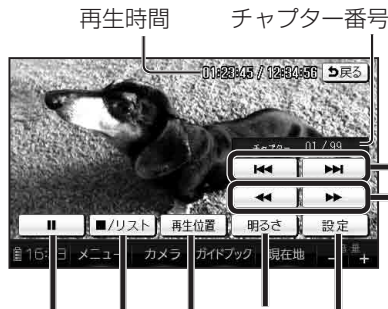 再生時間 チャプター番号
01:23:45 / 12:34:56 戻る
チャプター 01/99
■/リスト 再生位置 明るさ 設定
メニュー カメラ ガイドブック 現在地 音量
- +